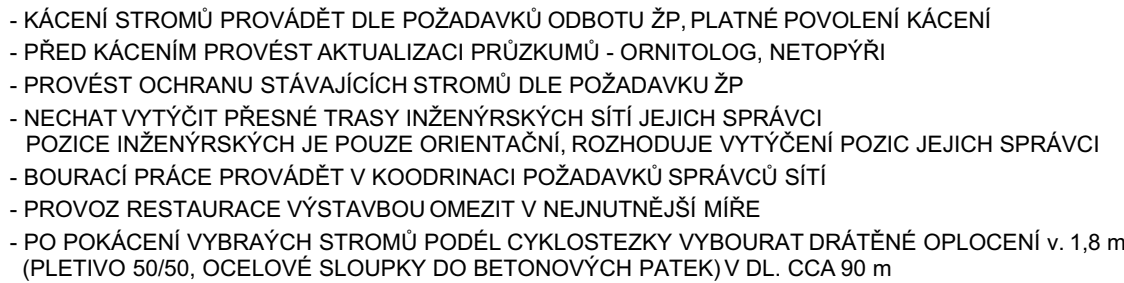 - KÁCENÍ STROMŮ PROVÁDĚT DLE POŽADAVKŮ ODBOTU ŽP, PLATNÉ POVOLENÍ KÁCENÍ
- PŘED KÁCENÍM PROVÉST AKTUALIZACI PRŮZKUMŮ - ORNITOLOG, NETOPÝŘI
- PROVÉST OCHRANU STÁVAJÍCÍCH STROMŮ DLE POŽADAVKU ŽP
- NECHAT VYTÝČIT PŘESNÉ TRASY INŽENÝRSKÝCH SÍTÍ JEJICH SPRÁVCI
POZICE INŽENÝRSKÝCH JE POUZE ORIENTAČNÍ, ROZHODUJE VYTÝČENÍ POZIC JEJICH SPRÁVCI
- BOURACÍ PRÁCE PROVÁDĚT V KOODRINACI POŽADAVKŮ SPRÁVCŮ SÍTÍ
- PROVOZ RESTAURACE VÝSTAVBOU OMEZIT V NEJNUTNĚJŠÍ MÍŘE
- PO POKÁCENÍ VYBRAÝCH STROMŮ PODÉL CYKLOSTEZKY VYBOURAT DRÁTĚNÉ OPLOCENÍ v. 1,8 m
(PLETIVO 50/50, OCELOVÉ SLOUPKY DO BETONOVÝCH PATEK) V DL. CCA 90 m